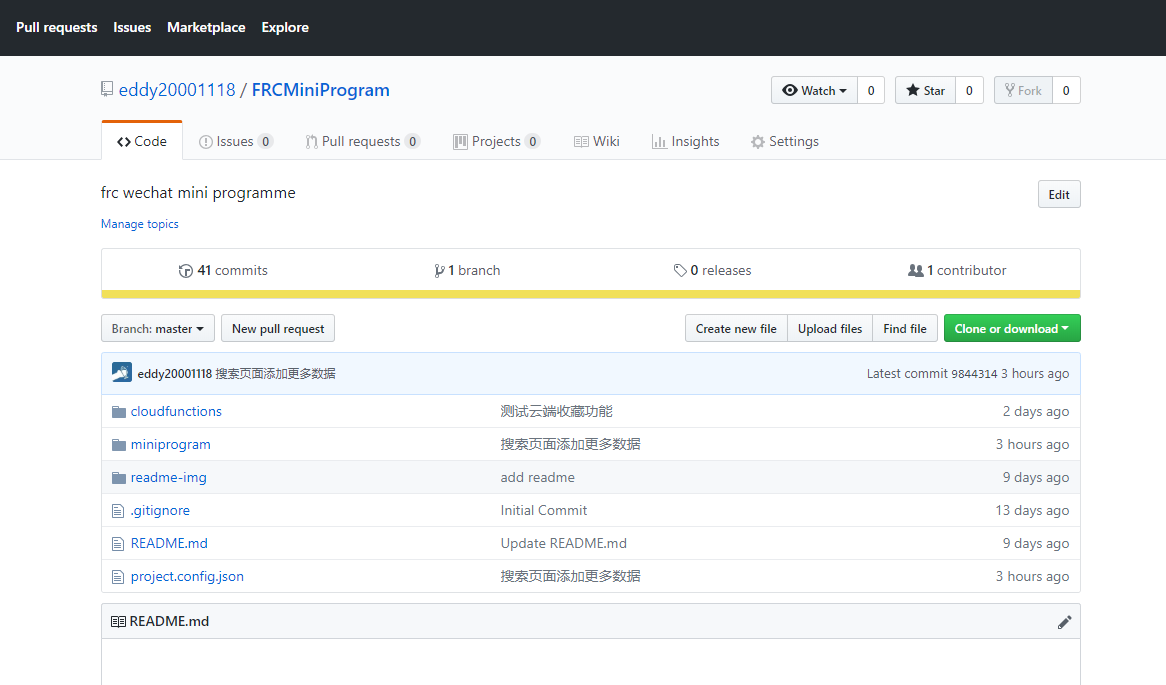 Pull requests Issues Marketplace Explore
eddy20001118 / FRCMiniProgram
Watch 0 Star 0 Fork 0
Code Issues 0 Pull requests 0 Projects 0 Wiki Insights Settings
frc wechat mini programme
Edit
Manage topics
41 commits 1 branch 0 releases 1 contributor
Branch: master New pull request Create new file Upload files Find file Clone or download
eddy20001118 搜索页面添加更多数据 Latest commit 9844314 3 hours ago
cloudfunctions 测试云端收藏功能 2 days ago
miniprogram 搜索页面添加更多数据 3 hours ago
readme-img add readme 9 days ago
.gitignore Initial Commit 13 days ago
README.md Update README.md 9 days ago
project.config.json 搜索页面添加更多数据 3 hours ago
README.md